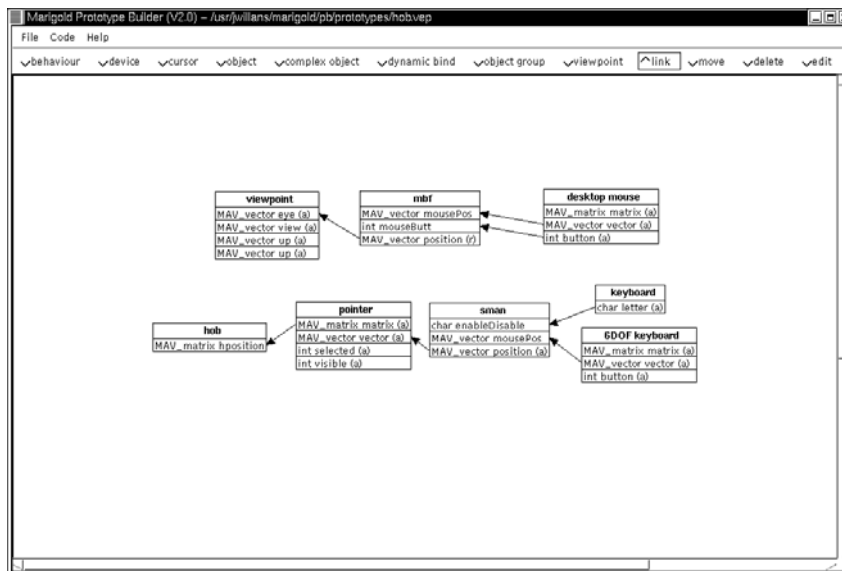 Marigold Prototype Builder (V2.0) – /usr/jwillans/marigold/pb/prototypes/hob.vep
File Code Help
behaviour device cursor object complex object dynamic bind object group viewpoint link move delete edit
viewpoint
MAV_vector eye (a)
MAV_vector view (a)
MAV_vector up (a)
MAV_vector up (a)
mbf
MAV_vector mousePos
int mouseButt
MAV_vector position (r)
desktop mouse
MAV_matrix matrix (a)
MAV_vector vector (a)
int button (a)
hob
MAV_matrix hposition
pointer
MAV_matrix matrix (a)
MAV_vector vector (a)
int selected (a)
int visible (a)
sman
char enableDisable
MAV_vector mousePos
MAV_vector position (a)
keyboard
char letter (a)
6DOF keyboard
MAV_matrix matrix (a)
MAV_vector vector (a)
int button (a)